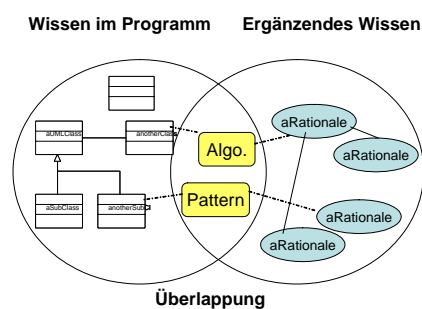 Wissen im Programm
Ergänzendes Wissen
aUMLClass
anotherClass
aSubClass
anotherSubCl
Algo.
Pattern
aRationale
aRationale
aRationale
aRationale
Überlappung